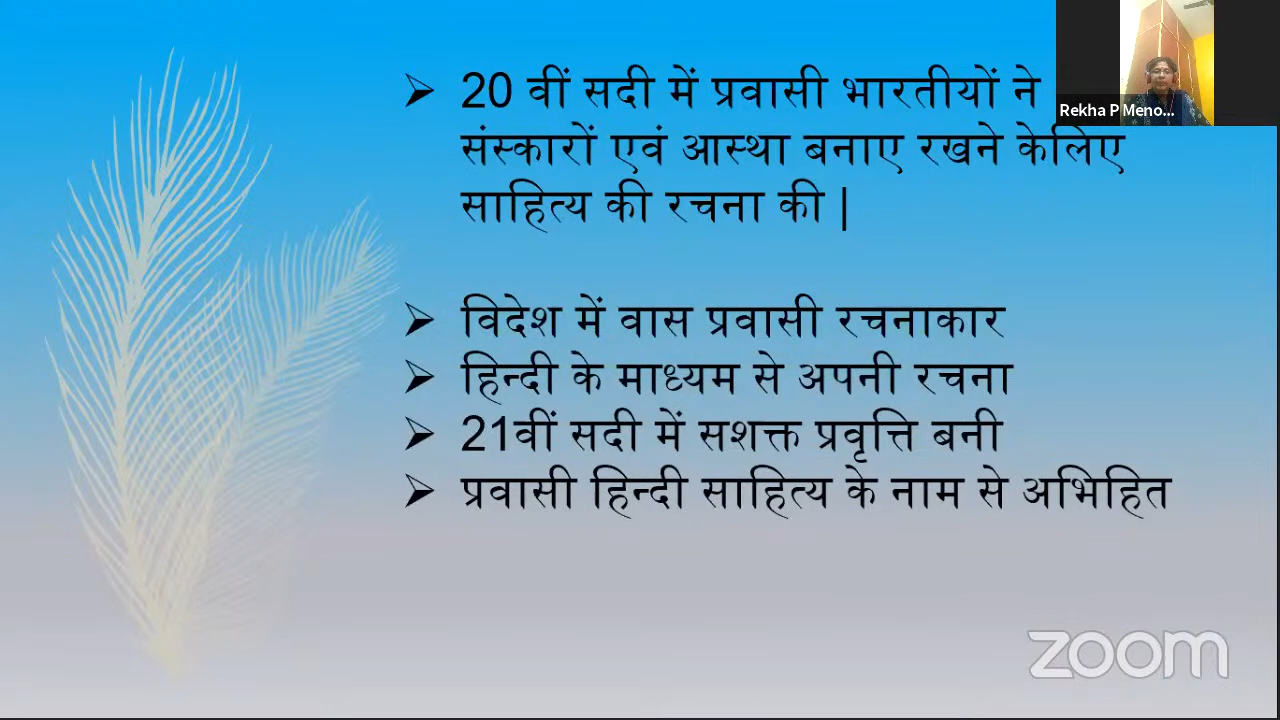 ➢ 20 वीं सदी में प्रवासी भारतीयों ने
संस्कारों एवं आस्था बनाए रखने केलिए
साहित्य की रचना की |
➢ विदेश में वास प्रवासी रचनाकार
➢ हिन्दी के माध्यम से अपनी रचना
➢ 21वीं सदी में सशक्त प्रवृत्ति बनी
➢ प्रवासी हिन्दी साहित्य के नाम से अभिहित
Rekha P Meno...
zoom